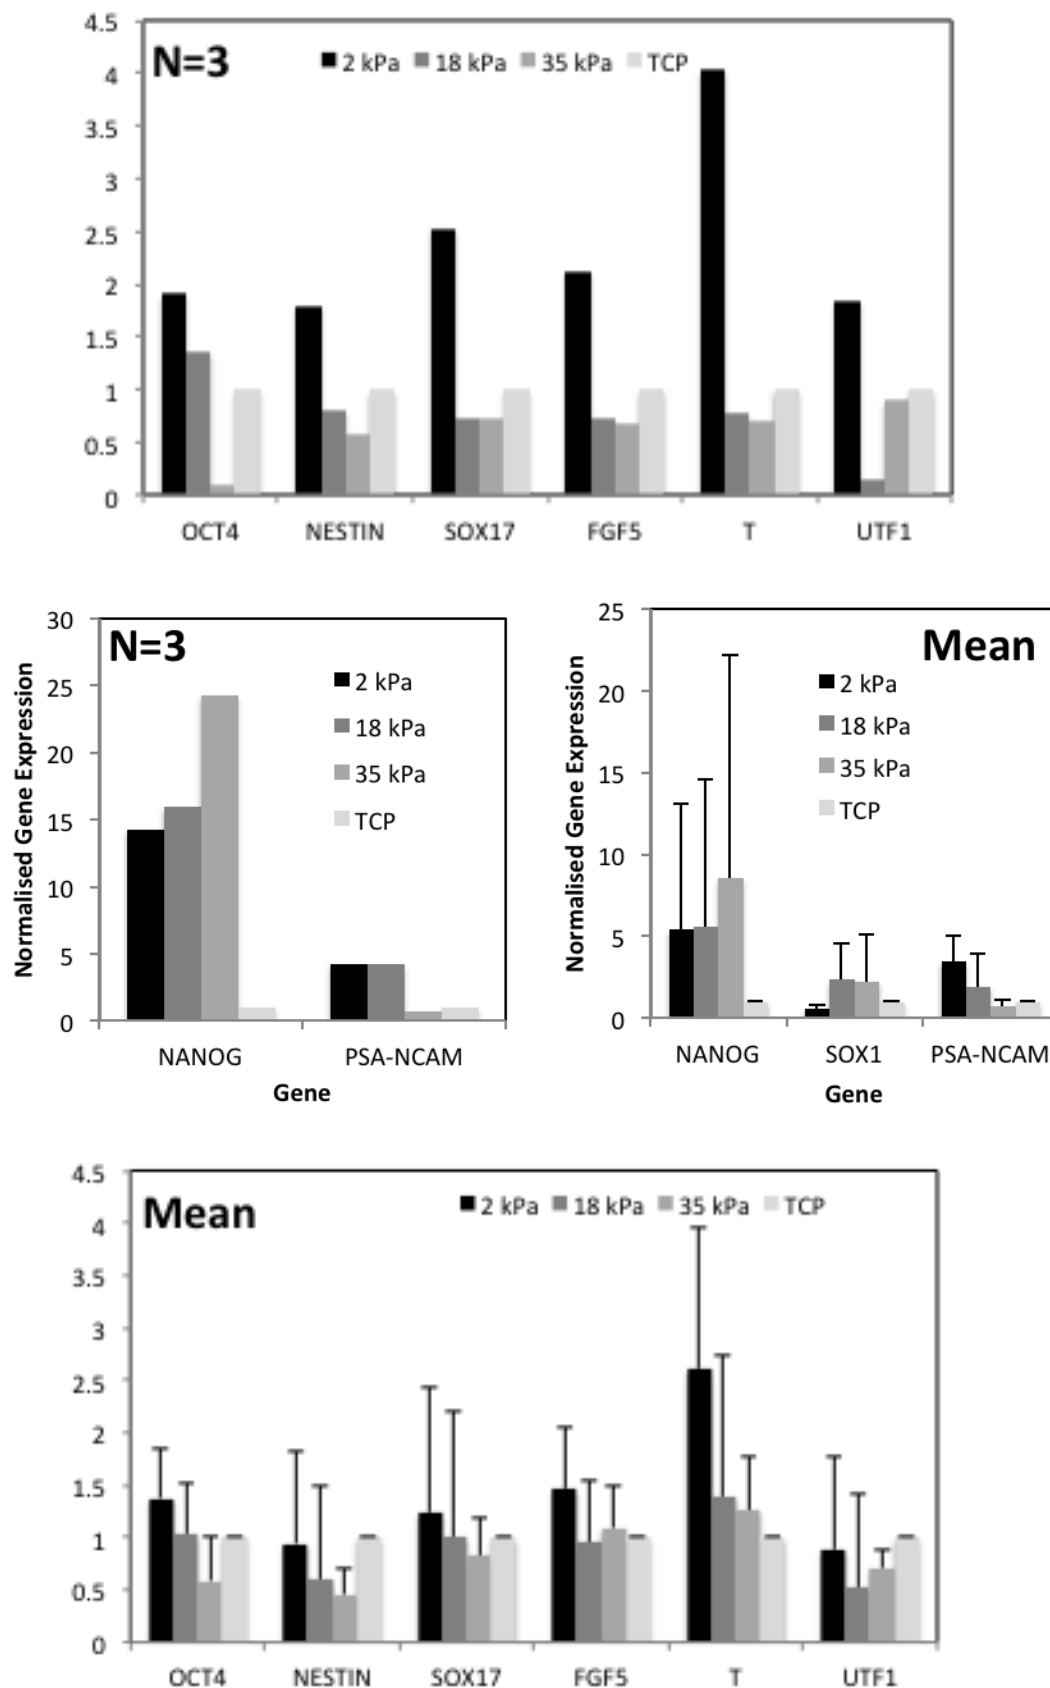 4.5
N=3
2 kPa 18 kPa 35 kPa TCP
4
3.5
3
2.5
2
1.5
1
0.5
0
OCT4 NESTIN SOX17 FGF5 T UTF1
30
N=3
25
20
15
10
5
0
Normalised Gene Expression
2 kPa
18 kPa
35 kPa
TCP
NANOG PSA-NCAM
Gene
25
Mean
20
15
10
5
0
Normalised Gene Expression
2 kPa
18 kPa
35 kPa
TCP
NANOG SOX1 PSA-NCAM
Gene
4.5
Mean
2 kPa 18 kPa 35 kPa TCP
4
3.5
3
2.5
2
1.5
1
0.5
0
OCT4 NESTIN SOX17 FGF5 T UTF1